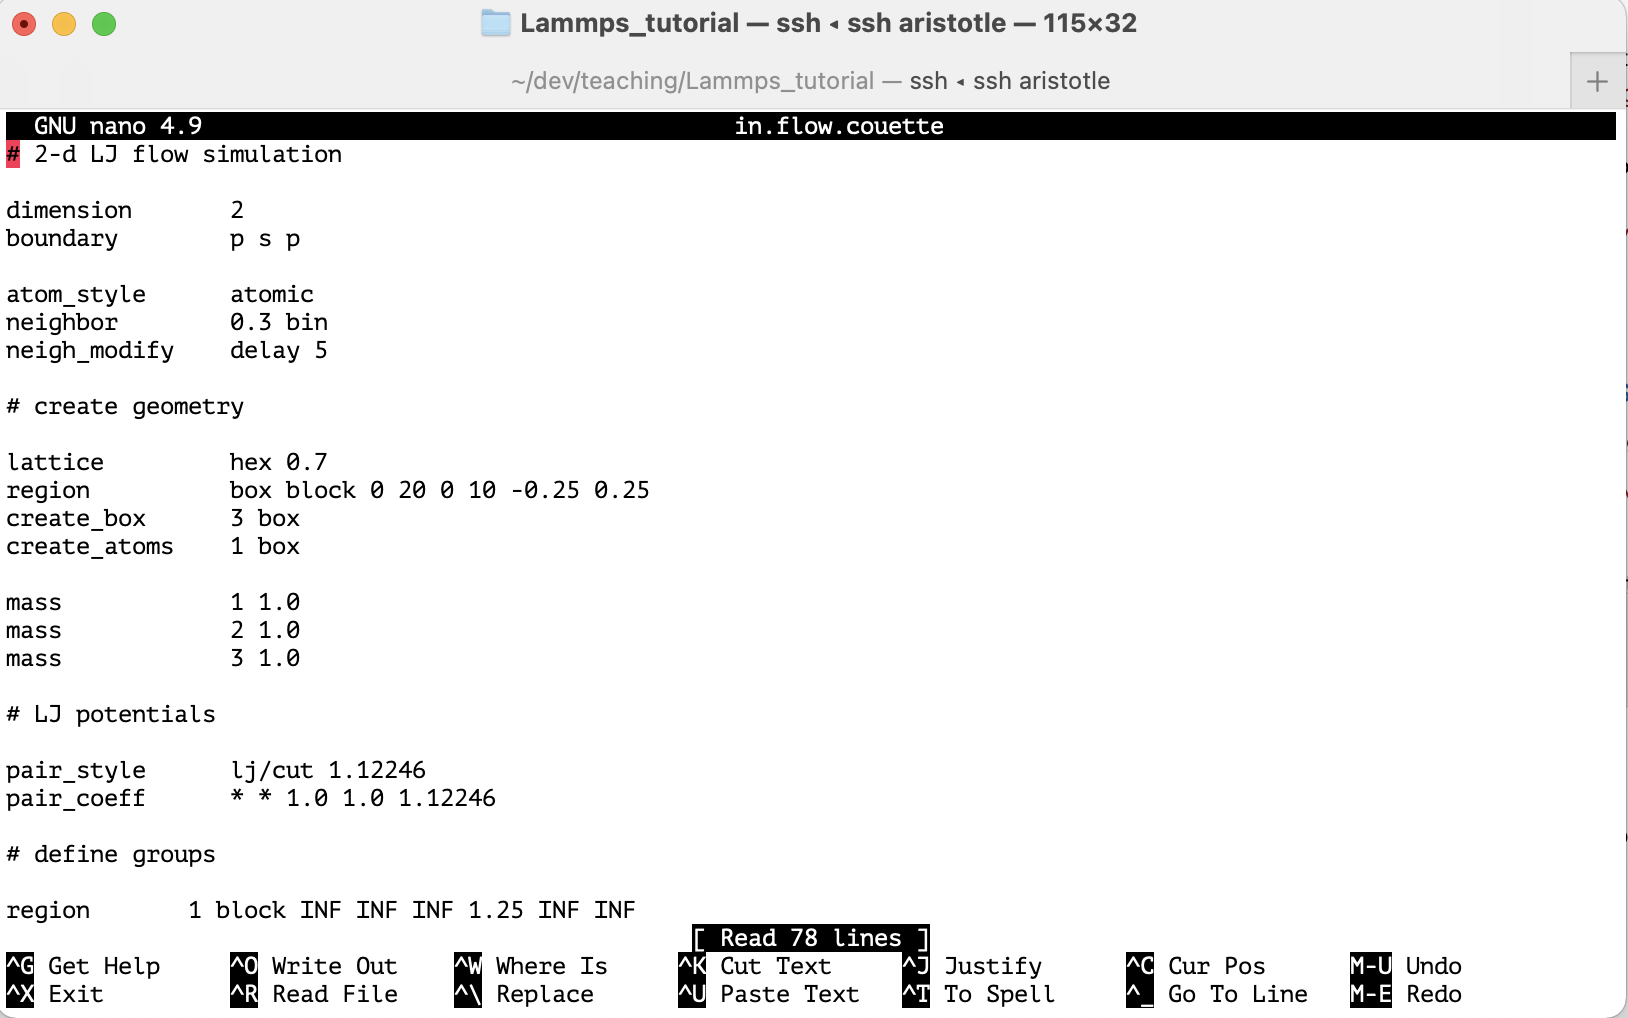 Lammps_tutorial — ssh ◂ ssh aristotle — 115×32
~/dev/teaching/Lammps_tutorial — ssh ◂ ssh aristotle
GNU nano 4.9 in.flow.couette
# 2-d LJ flow simulation
dimension 2
boundary p s p
atom_style atomic
neighbor 0.3 bin
neigh_modify delay 5
# create geometry
lattice hex 0.7
region box block 0 20 0 10 -0.25 0.25
create_box 3 box
create_atoms 1 box
mass 1 1.0
mass 2 1.0
mass 3 1.0
# LJ potentials
pair_style lj/cut 1.12246
pair_coeff * * 1.0 1.0 1.12246
# define groups
region 1 block INF INF INF 1.25 INF INF
[ Read 78 lines ]
^G Get Help ^O Write Out ^W Where Is ^K Cut Text ^J Justify ^C Cur Pos M-U Undo
^X Exit ^R Read File ^\ Replace ^U Paste Text ^T To Spell ^_ Go To Line M-E Redo